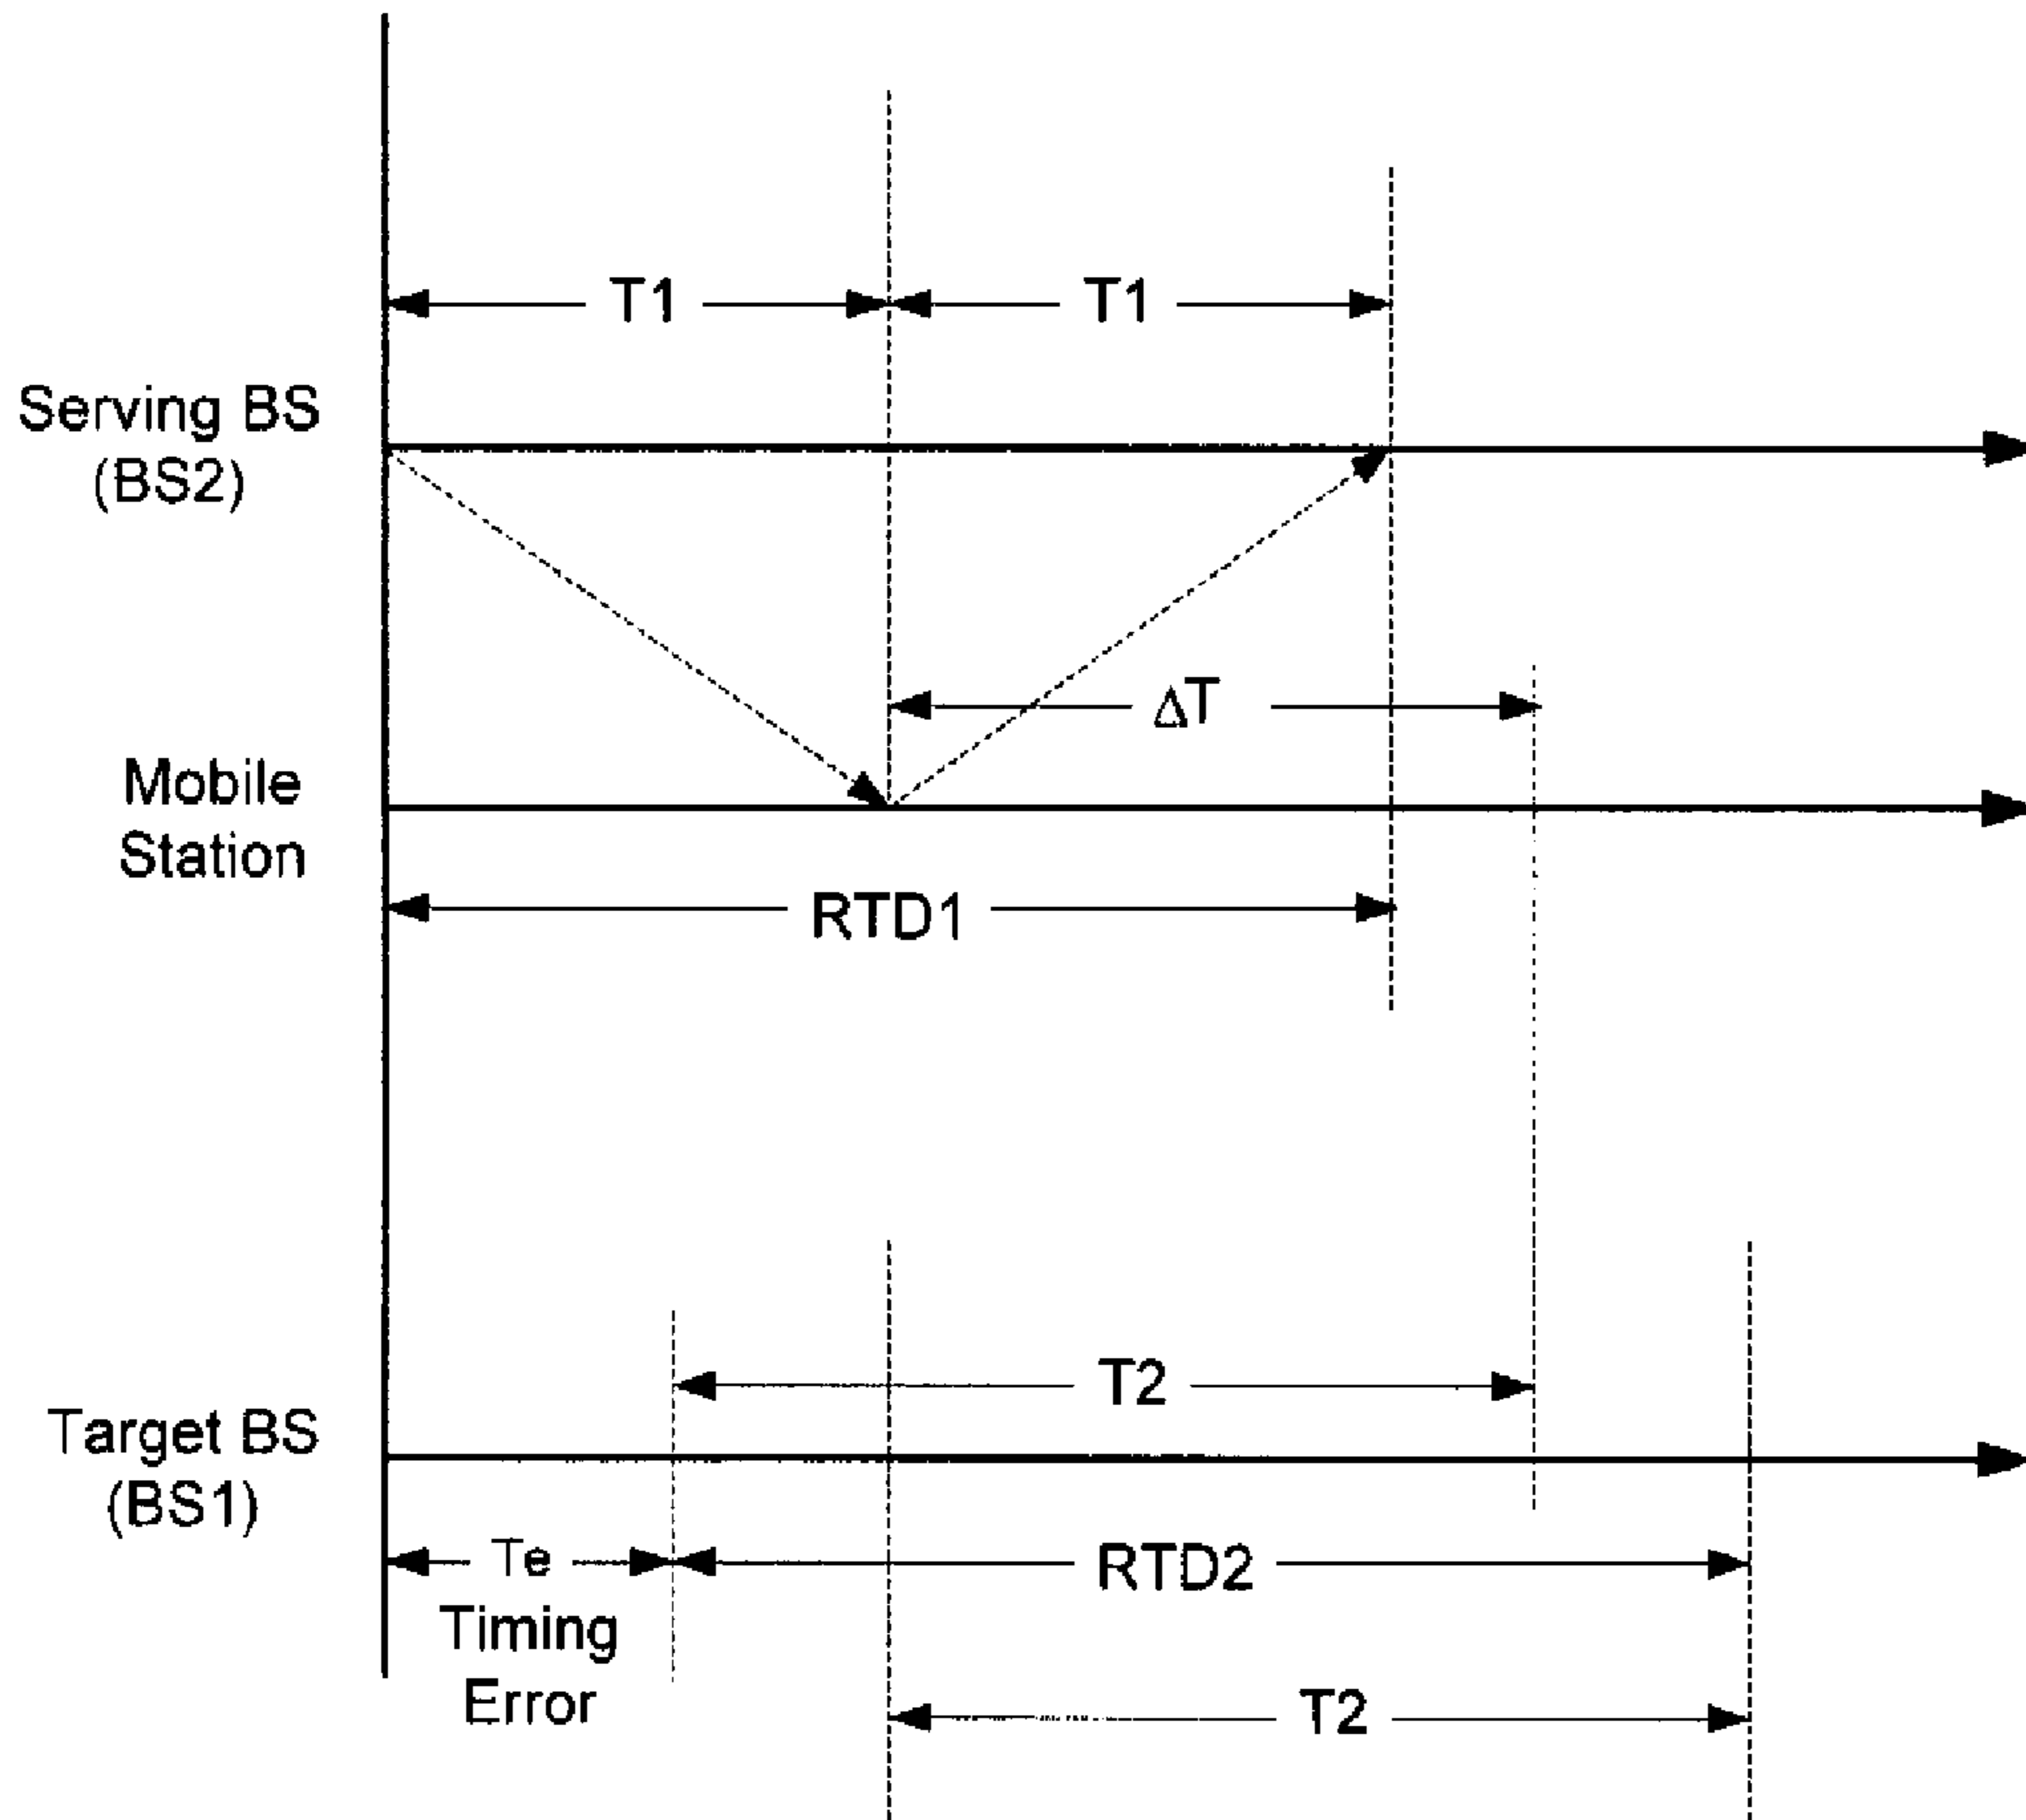 T1
T1
Serving BS
(BS2)
ΔT
Mobile
Station
RTD1
T2
Target BS
(BS1)
Te
RTD2
Timing
Error
T2